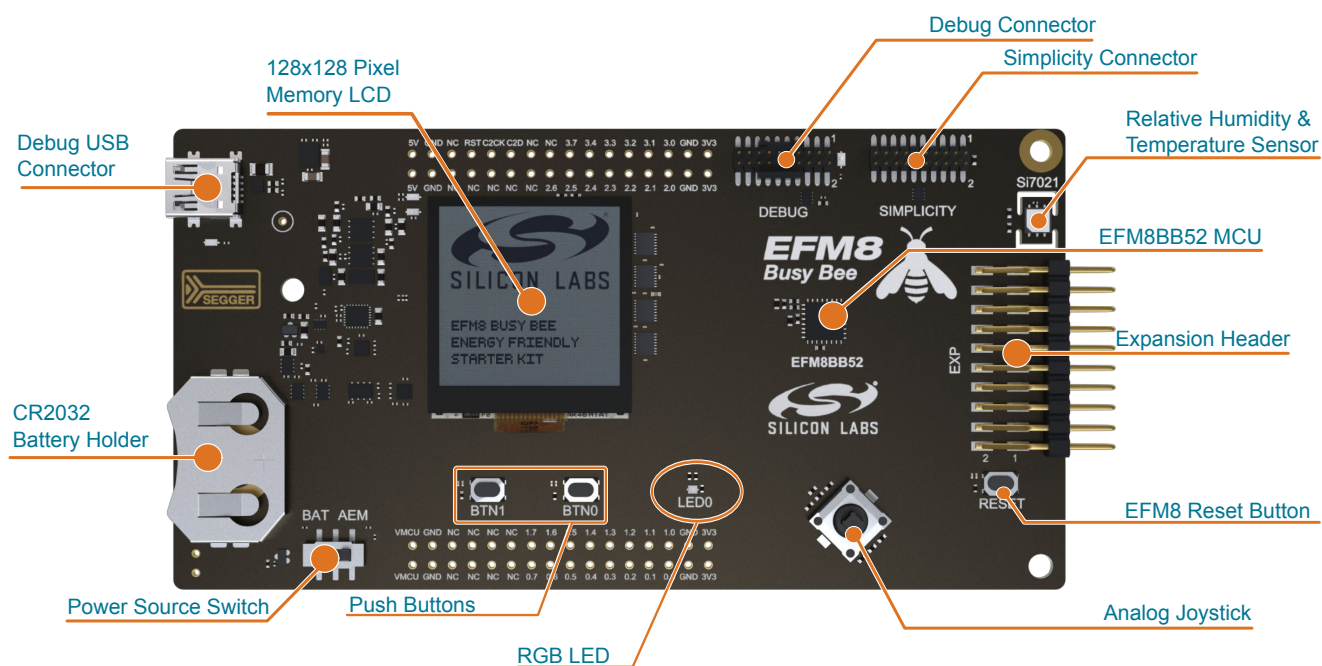 Debug Connector
Simplicity Connector
128x128 Pixel
Memory LCD
Relative Humidity &
Temperature Sensor
Debug USB
Connector
5V GND NC RST C2CK C2D NC NC 3.7 3.4 3.3 3.2 3.1 3.0 GND 3V3
1
1
5V GND NC NC NC NC NC 2.6 2.5 2.4 2.3 2.2 2.1 2.0 GND 3V3
2
2
Si7021
DEBUG
SIMPLICITY
EFM8BB52 MCU
EFM8
Busy Bee
SILICON LABS
SEGGER
EFM8 BUSY BEE
ENERGY FRIENDLY
STARTER KIT
Expansion Header
EXP
EFM8BB52
CR2032
Battery Holder
SILICON LABS
2 1
BTN1
BTN0
LED0
RESET
EFM8 Reset Button
BAT AEM
VMCU GND NC NC NC NC 1.7 1.6 1.5 1.4 1.3 1.2 1.1 1.0 GND 3V3
VMCU GND NC NC NC NC 0.7 0.6 0.5 0.4 0.3 0.2 0.1 0.0 GND 3V3
Power Source Switch
Push Buttons
Analog Joystick
RGB LED